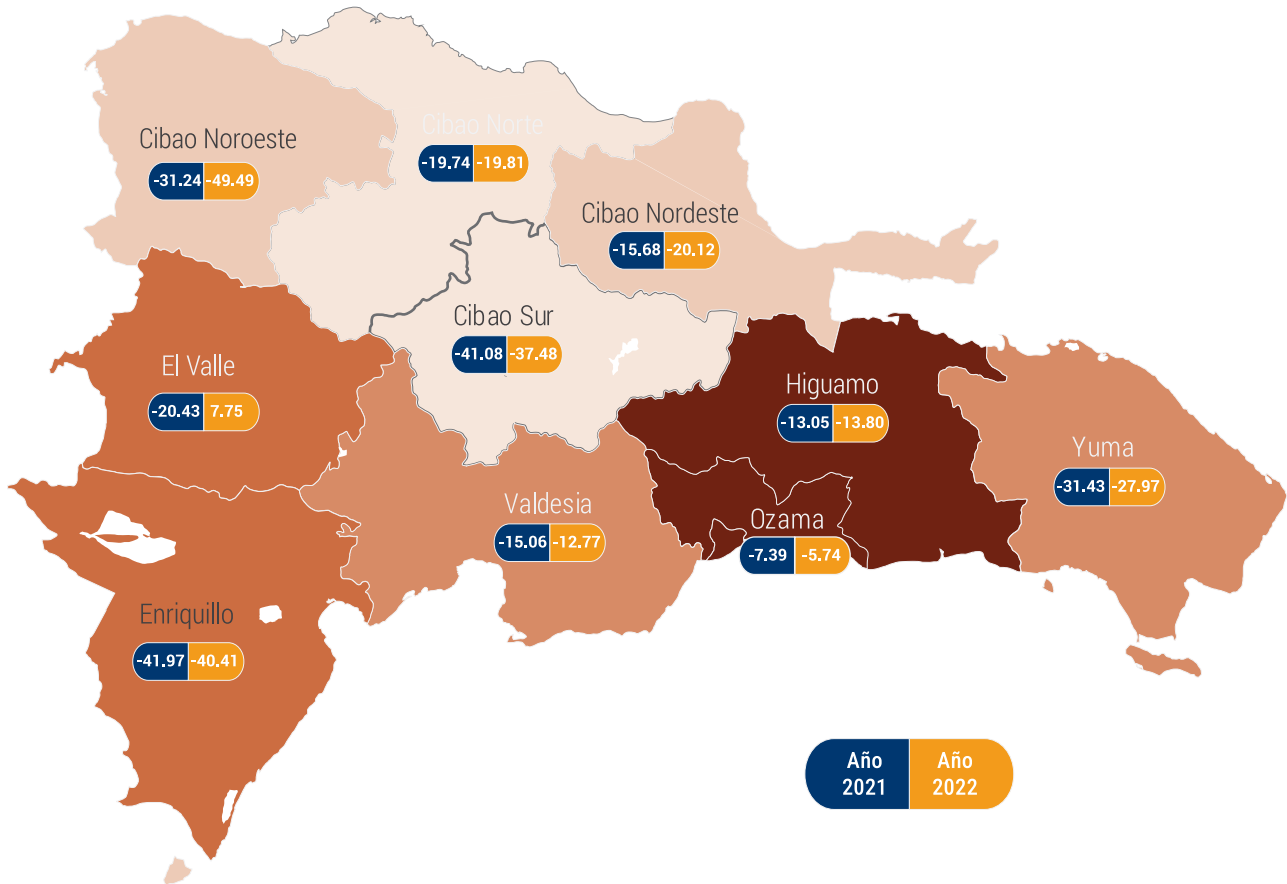 Cibao Norte
-19.74 -19.81
Cibao Noroeste
-31.24 -49.49
Cibao Nordeste
-15.68 -20.12
Cibao Sur
-41.08 -37.48
El Valle
-20.43 7.75
Higuamo
-13.05 -13.80
Yuma
-31.43 -27.97
Valdesia
-15.06 -12.77
Ozama
-7.39 -5.74
Enriquillo
-41.97 -40.41
Año
2021
Año
2022